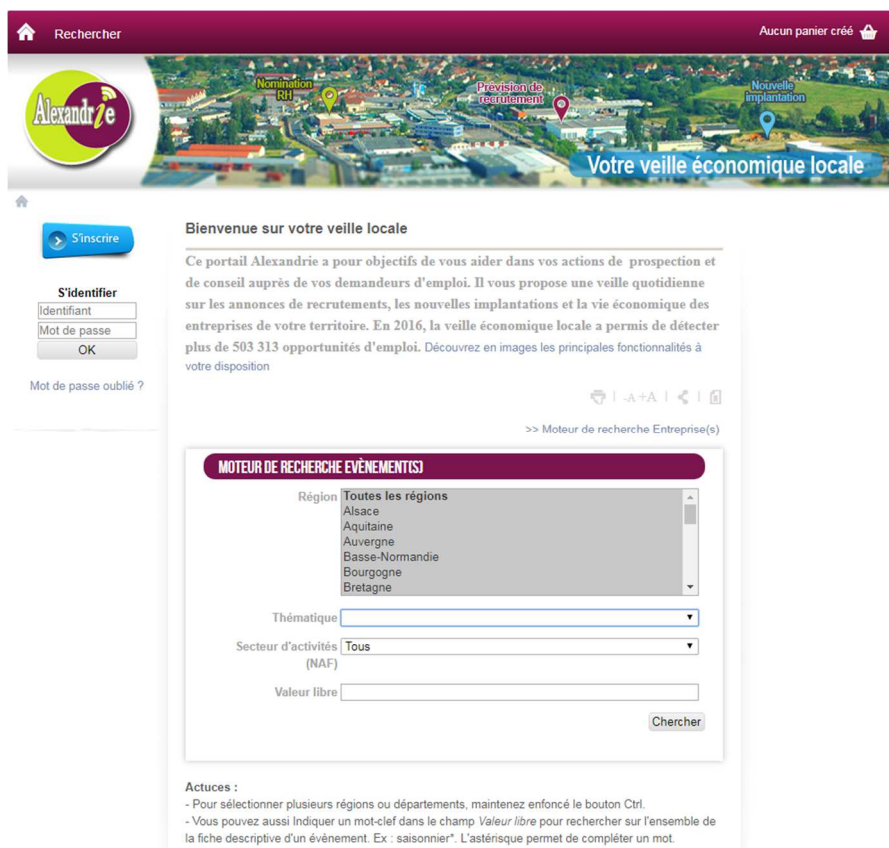 Rechercher
Aucun panier créé
Alexandrie
Nomination
RH
Prévision de
recrutement
Nouvelle
implantation
Votre veille économique locale
S'inscrire
S'identifier
Identifiant
Mot de passe
OK
Mot de passe oublié ?
Bienvenue sur votre veille locale
Ce portail Alexandrie a pour objectifs de vous aider dans vos actions de prospection et
de conseil auprès de vos demandeurs d'emploi. Il vous propose une veille quotidienne
sur les annonces de recrutements, les nouvelles implantations et la vie économique des
entreprises de votre territoire. En 2016, la veille économique locale a permis de détecter
plus de 503 313 opportunités d'emploi. Découvrez en images les principales fonctionnalités à
votre disposition
| -A +A | |
>> Moteur de recherche Entreprise(s)
MOTEUR DE RECHERCHE EVÈNEMENT(S)
Région Toutes les régions
Alsace
Aquitaine
Auvergne
Basse-Normandie
Bourgogne
Bretagne
Thématique
Secteur d'activités Tous
(NAF)
Valeur libre
Chercher
Actuces :
- Pour sélectionner plusieurs régions ou départements, maintenez enfoncé le bouton Ctrl.
- Vous pouvez aussi Indiquer un mot-clef dans le champ Valeur libre pour rechercher sur l'ensemble de
la fiche descriptive d'un évènement. Ex : saisonnier*. L'astérisque permet de compléter un mot.